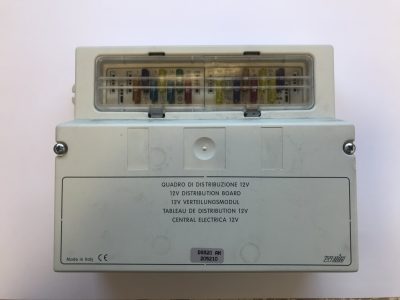 QUADRO DI DISTRIBUZIONE 12V
12V DISTRIBUTION BOARD
12V VERTEILUNGSMODUL
TABLEAU DE DISTRIBUTION 12V
CENTRAL ELECTRICA 12V
Made in Italy CE
209210